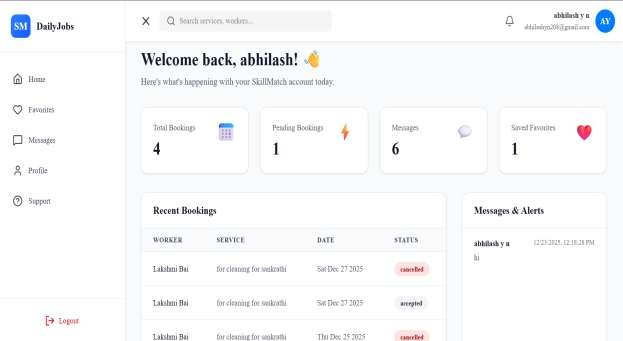 SM DailyJobs
Home
Favorites
Messages
Profile
Support
Logout
Search services, workers...
abhilash y u
abhilashyu208@gmail.com
AY
Welcome back, abhilash! 👋
Here's what's happening with your SkillMatch account today.
Total Bookings
4
Pending Bookings
1
Messages
6
Saved Favorites
1
Recent Bookings
WORKER SERVICE DATE STATUS
Lakshmi Bai for cleaning for sankrathi Sat Dec 27 2025 cancelled
Lakshmi Bai for cleaning for sankrathi Sat Dec 27 2025 accepted
Lakshmi Bai for cleaning for sankrathi Thu Dec 25 2025 cancelled
Messages & Alerts
abhilash y u 12/23/2025, 12:18:28 PM
hi